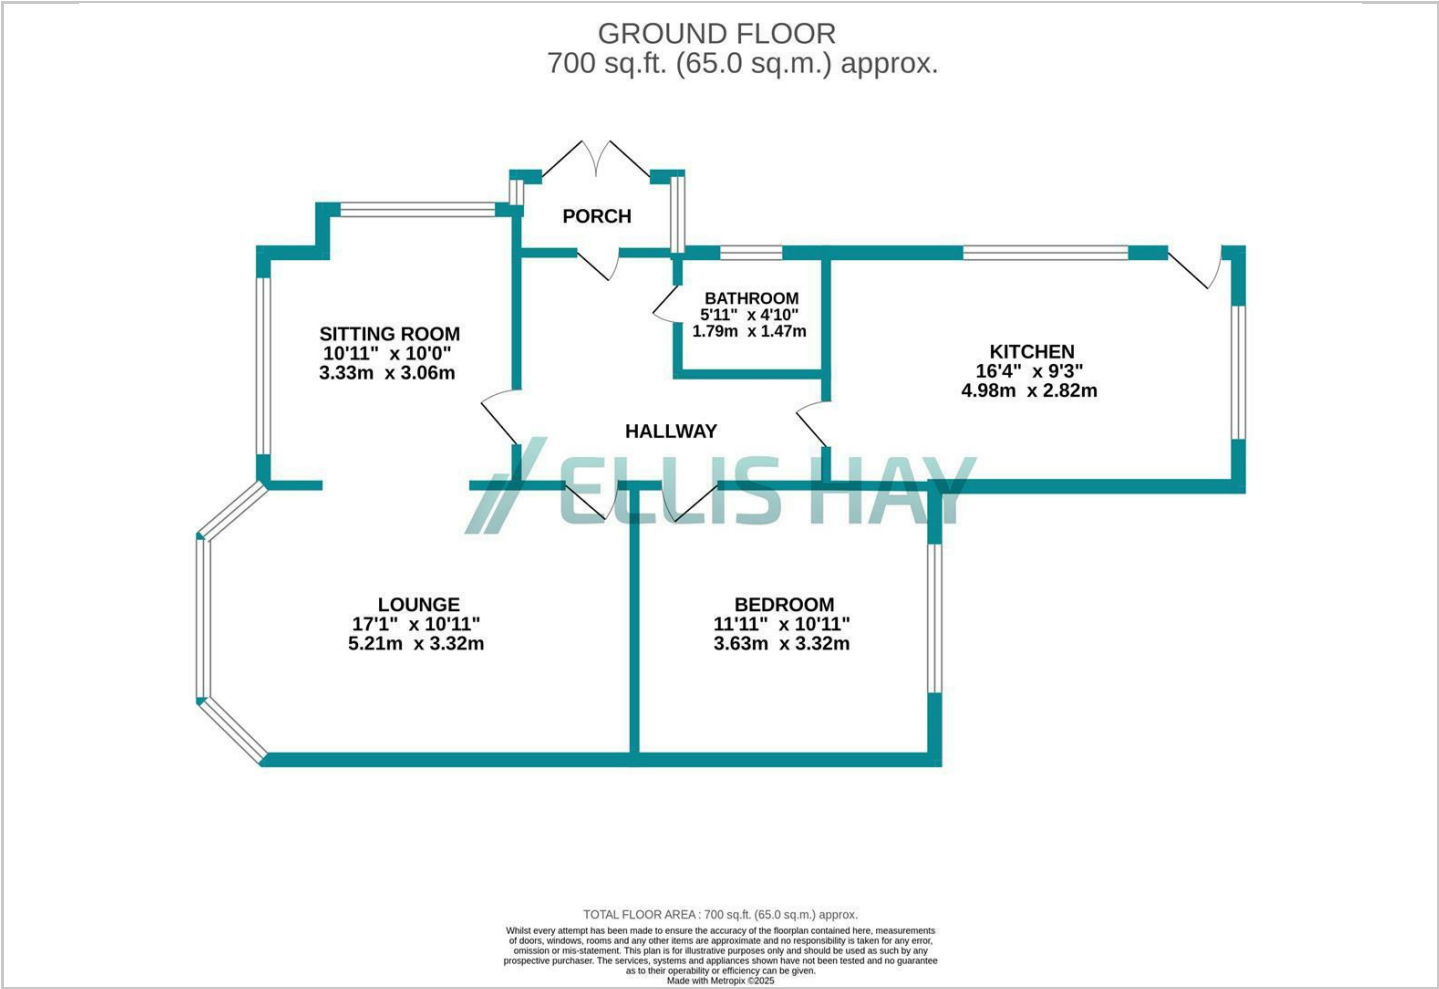 GROUND FLOOR
700 sq.ft. (65.0 sq.m.) approx.
PORCH
BATHROOM
5'11" x 4'10"
1.79m x 1.47m
SITTING ROOM
10'11" x 10'0"
3.33m x 3.06m
KITCHEN
16'4" x 9'3"
4.98m x 2.82m
HALLWAY
ELLIS HAY
LOUNGE
17'1" x 10'11"
5.21m x 3.32m
BEDROOM
11'11" x 10'11"
3.63m x 3.32m
TOTAL FLOOR AREA : 700 sq.ft. (65.0 sq.m.) approx.
Whilst every attempt has been made to ensure the accuracy of the floorplan contained here, measurements
of doors, windows, rooms and any other items are approximate and no responsibility is taken for any error,
omission or mis-statement. This plan is for illustrative purposes only and should be used as such by any
prospective purchaser. The services, systems and appliances shown have not been tested and no guarantee
as to their operability or efficiency can be given.
Made with Metropix ©2025